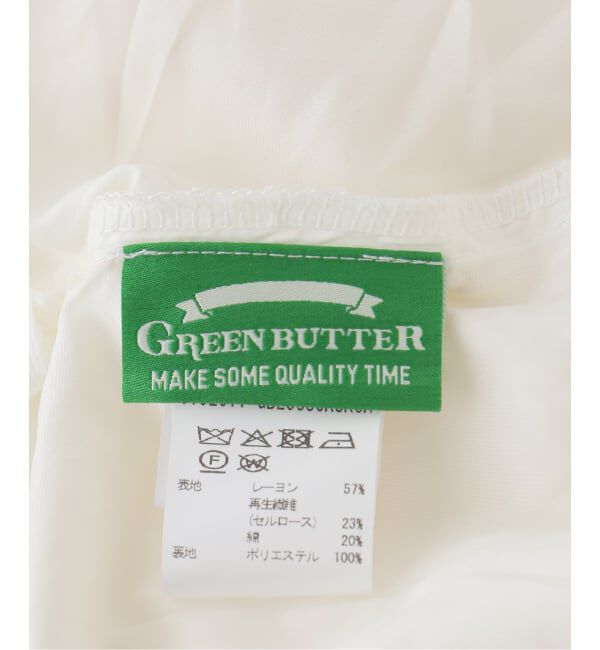 GREEN BUTTER
MAKE SOME QUALITY TIME
表地 レーヨン 57%
再生繊維
(セルロース) 23%
綿 20%
裏地 ポリエステル 100%